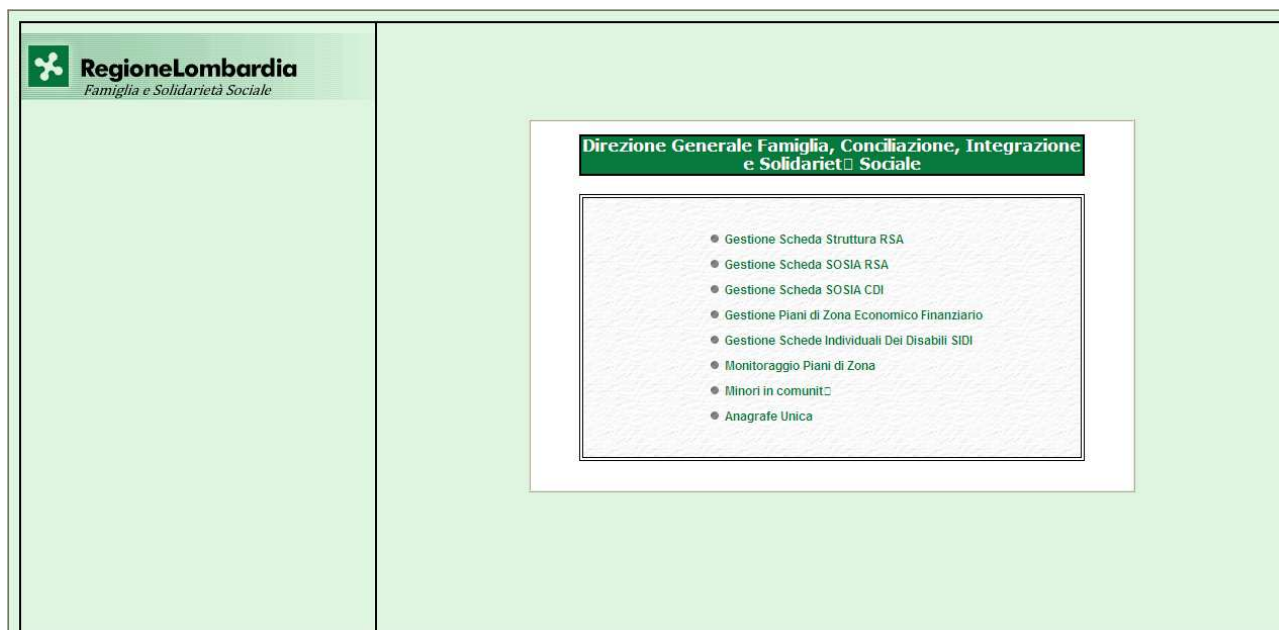 RegioneLombardia
Famiglia e Solidarietà Sociale
Direzione Generale Famiglia, Conciliazione, Integrazione
e Solidariet□ Sociale
Gestione Scheda Struttura RSA
Gestione Scheda SOSIA RSA
Gestione Scheda SOSIA CDI
Gestione Piani di Zona Economico Finanziario
Gestione Schede Individuali Dei Disabili SIDI
Monitoraggio Piani di Zona
Minori in comunit□
Anagrafe Unica